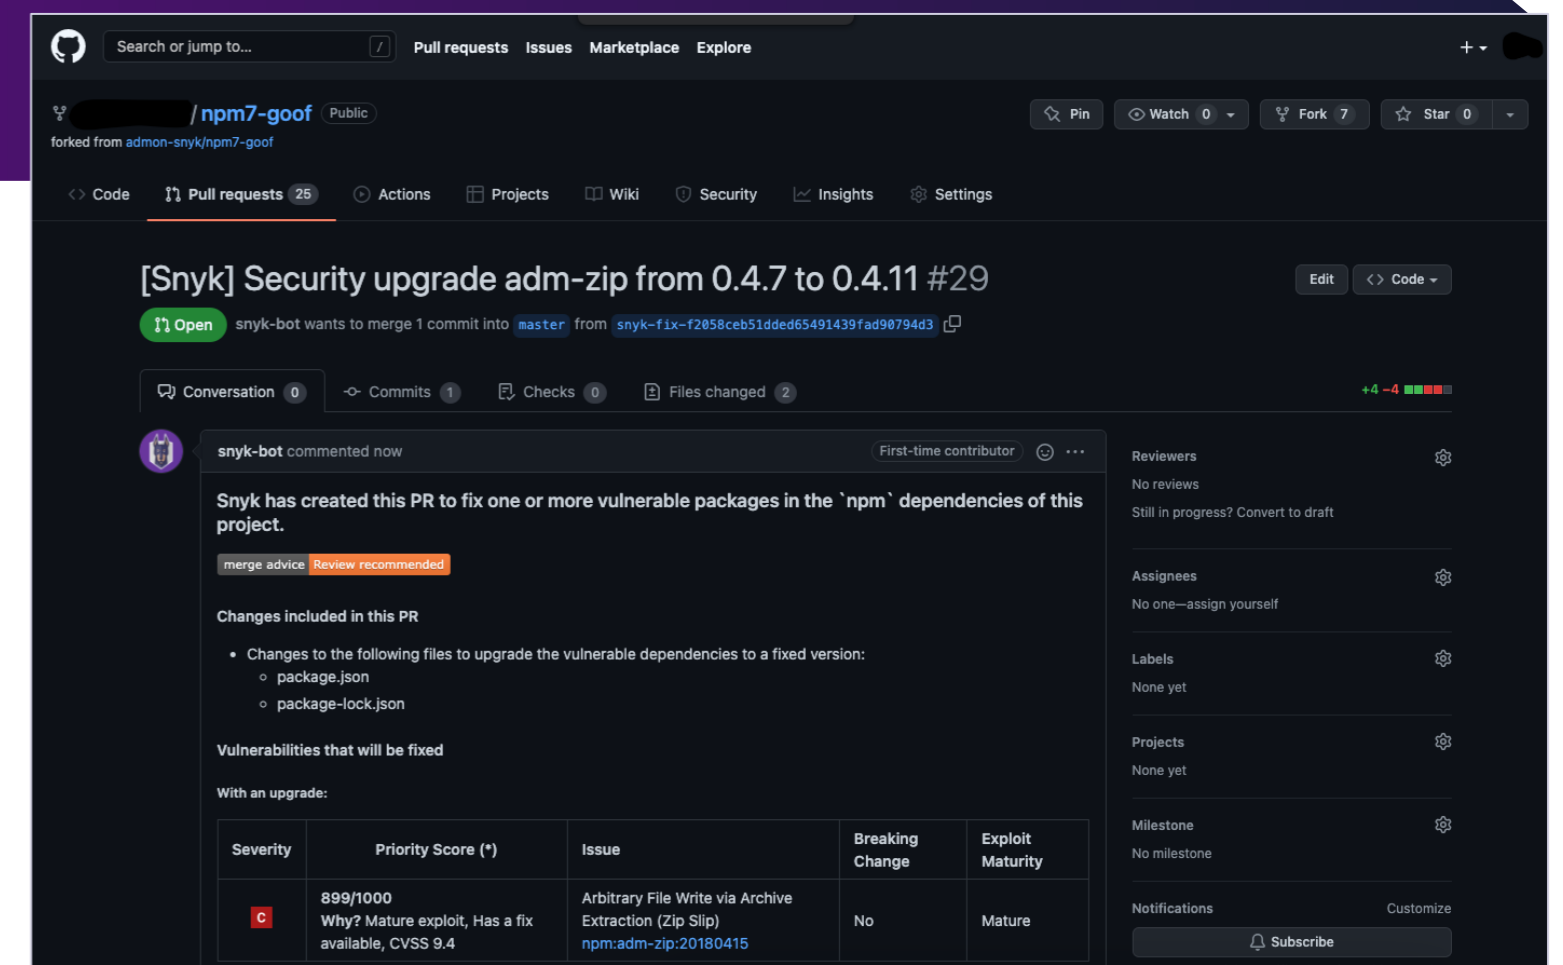 Search or jump to... /
Pull requests Issues Marketplace Explore
+
/ npm7-goof Public
Pin Watch 0 Fork 7 Star 0
forked from admon-snyk/npm7-goof
Code Pull requests 25 Actions Projects Wiki Security Insights Settings
[Snyk] Security upgrade adm-zip from 0.4.7 to 0.4.11 #29
Edit Code
Open snyk-bot wants to merge 1 commit into master from snyk-fix-f2058ceb51dded65491439fad90794d3
Conversation 0 Commits 1 Checks 0 Files changed 2
+4 −4
snyk-bot commented now First-time contributor ...
Snyk has created this PR to fix one or more vulnerable packages in the `npm` dependencies of this
project.
merge advice Review recommended
Changes included in this PR
• Changes to the following files to upgrade the vulnerable dependencies to a fixed version:
◦ package.json
◦ package-lock.json
Vulnerabilities that will be fixed
With an upgrade:
Severity Priority Score (*) Issue Breaking Change Exploit Maturity
C
899/1000
Why? Mature exploit, Has a fix
available, CVSS 9.4
Arbitrary File Write via Archive
Extraction (Zip Slip)
npm:adm-zip:20180415
No
Mature
Reviewers
No reviews
Still in progress? Convert to draft
Assignees
No one—assign yourself
Labels
None yet
Projects
None yet
Milestone
No milestone
Notifications Customize
Subscribe